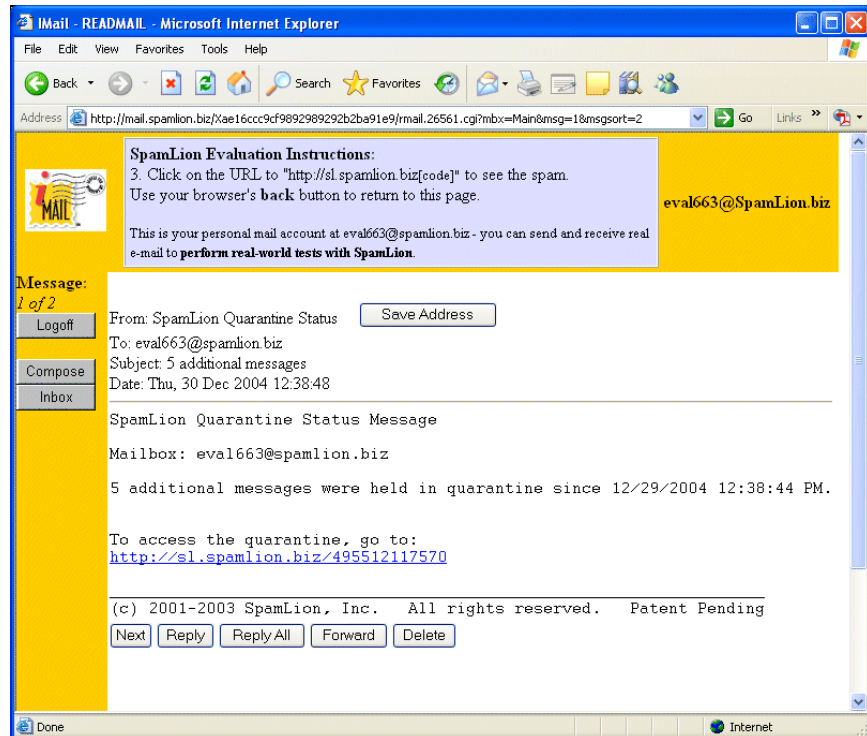 IMail - READMAIL - Microsoft Internet Explorer
File Edit View Favorites Tools Help
Back Search Favorites
Address http://mail.spamlion.biz/Xae16ccc9cf9892989292b2ba91e9/rmail.26561.cgi?mbx=Main&msg=1&msgsort=2 Go Links »
SpamLion Evaluation Instructions:
3. Click on the URL to "http://sl.spamlion.biz[code]" to see the spam.
Use your browser's back button to return to this page.
This is your personal mail account at eval663@spamlion.biz - you can send and receive real
e-mail to perform real-world tests with SpamLion.
iMAIL
eval663@SpamLion.biz
Message:
1 of 2
Logoff
Compose
Inbox
From: SpamLion Quarantine Status Save Address
To: eval663@spamlion.biz
Subject: 5 additional messages
Date: Thu, 30 Dec 2004 12:38:48
SpamLion Quarantine Status Message
Mailbox: eval663@spamlion.biz
5 additional messages were held in quarantine since 12/29/2004 12:38:44 PM.
To access the quarantine, go to:
http://sl.spamlion.biz/495512117570
(c) 2001-2003 SpamLion, Inc. All rights reserved. Patent Pending
Next Reply Reply All Forward Delete
Done Internet